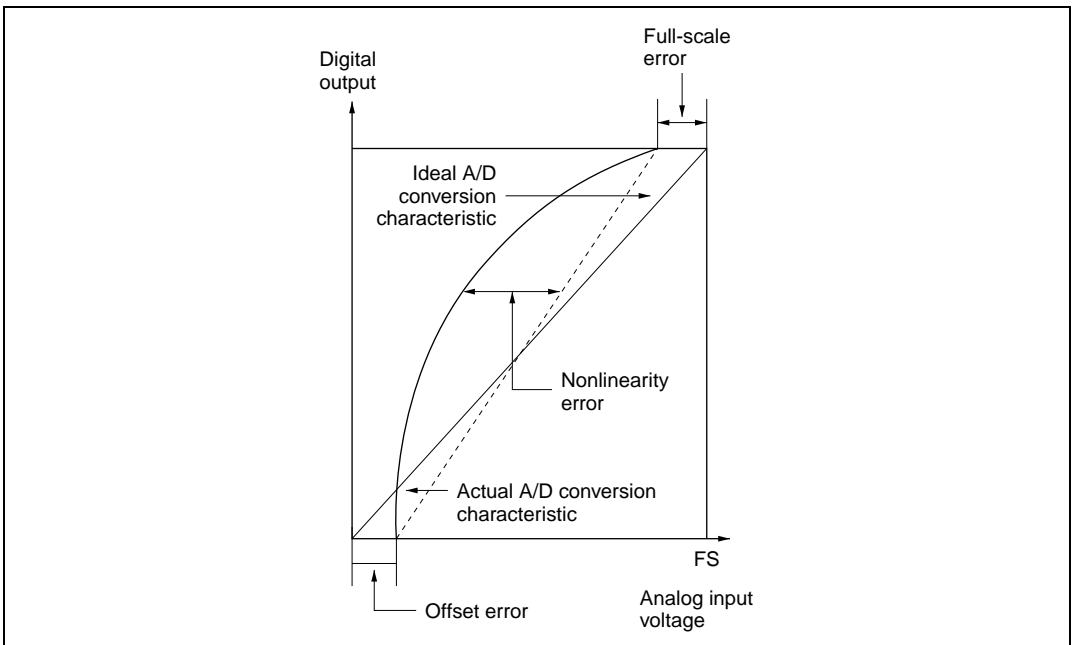 Full-scale
error
Digital
output
Ideal A/D
conversion
characteristic
Nonlinearity
error
Actual A/D conversion
characteristic
FS
Offset error
Analog input
voltage